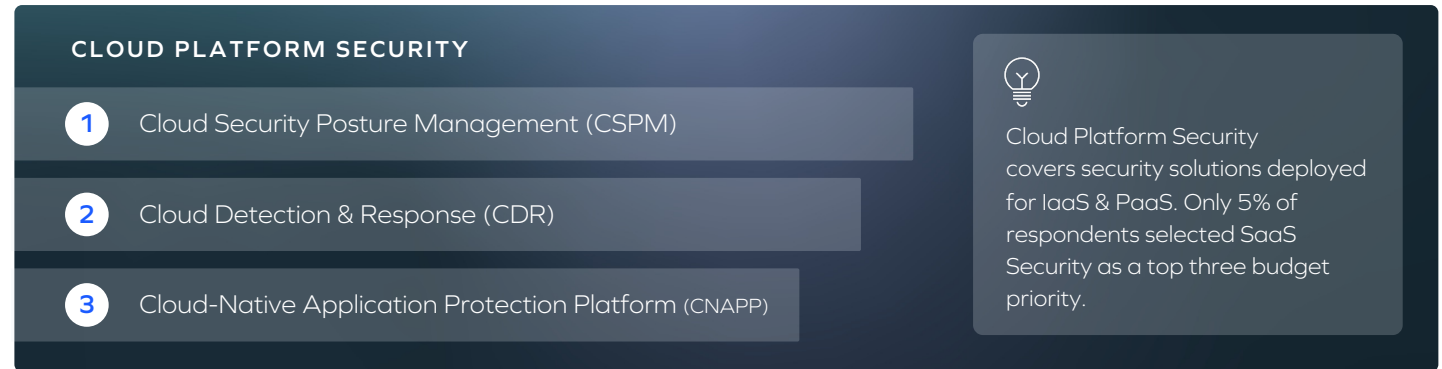 CLOUD PLATFORM SECURITY
1 Cloud Security Posture Management (CSPM)
2 Cloud Detection & Response (CDR)
3 Cloud-Native Application Protection Platform (CNAPP)
Cloud Platform Security
covers security solutions deployed
for IaaS & PaaS. Only 5% of
respondents selected SaaS
Security as a top three budget
priority.